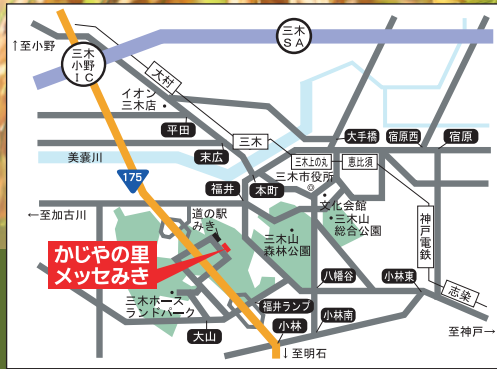 ↑至小野
三木
小野
IC
三木
SA
大村
イオン
三木店
平田
三木
大手橋
宿原西
宿原
末広
美嚢川
三木上の丸
恵比須
三木市役所
175
福井
本町
文化会館
三木山
総合公園
←至加古川
道の駅
みき
三木山
森林公園
神戸電鉄
かじやの里
メッセみき
八幡谷
小林東
志染
三木ホース
ランドパーク
福井ランプ
小林南
大山
小林
至神戸→
↓至明石